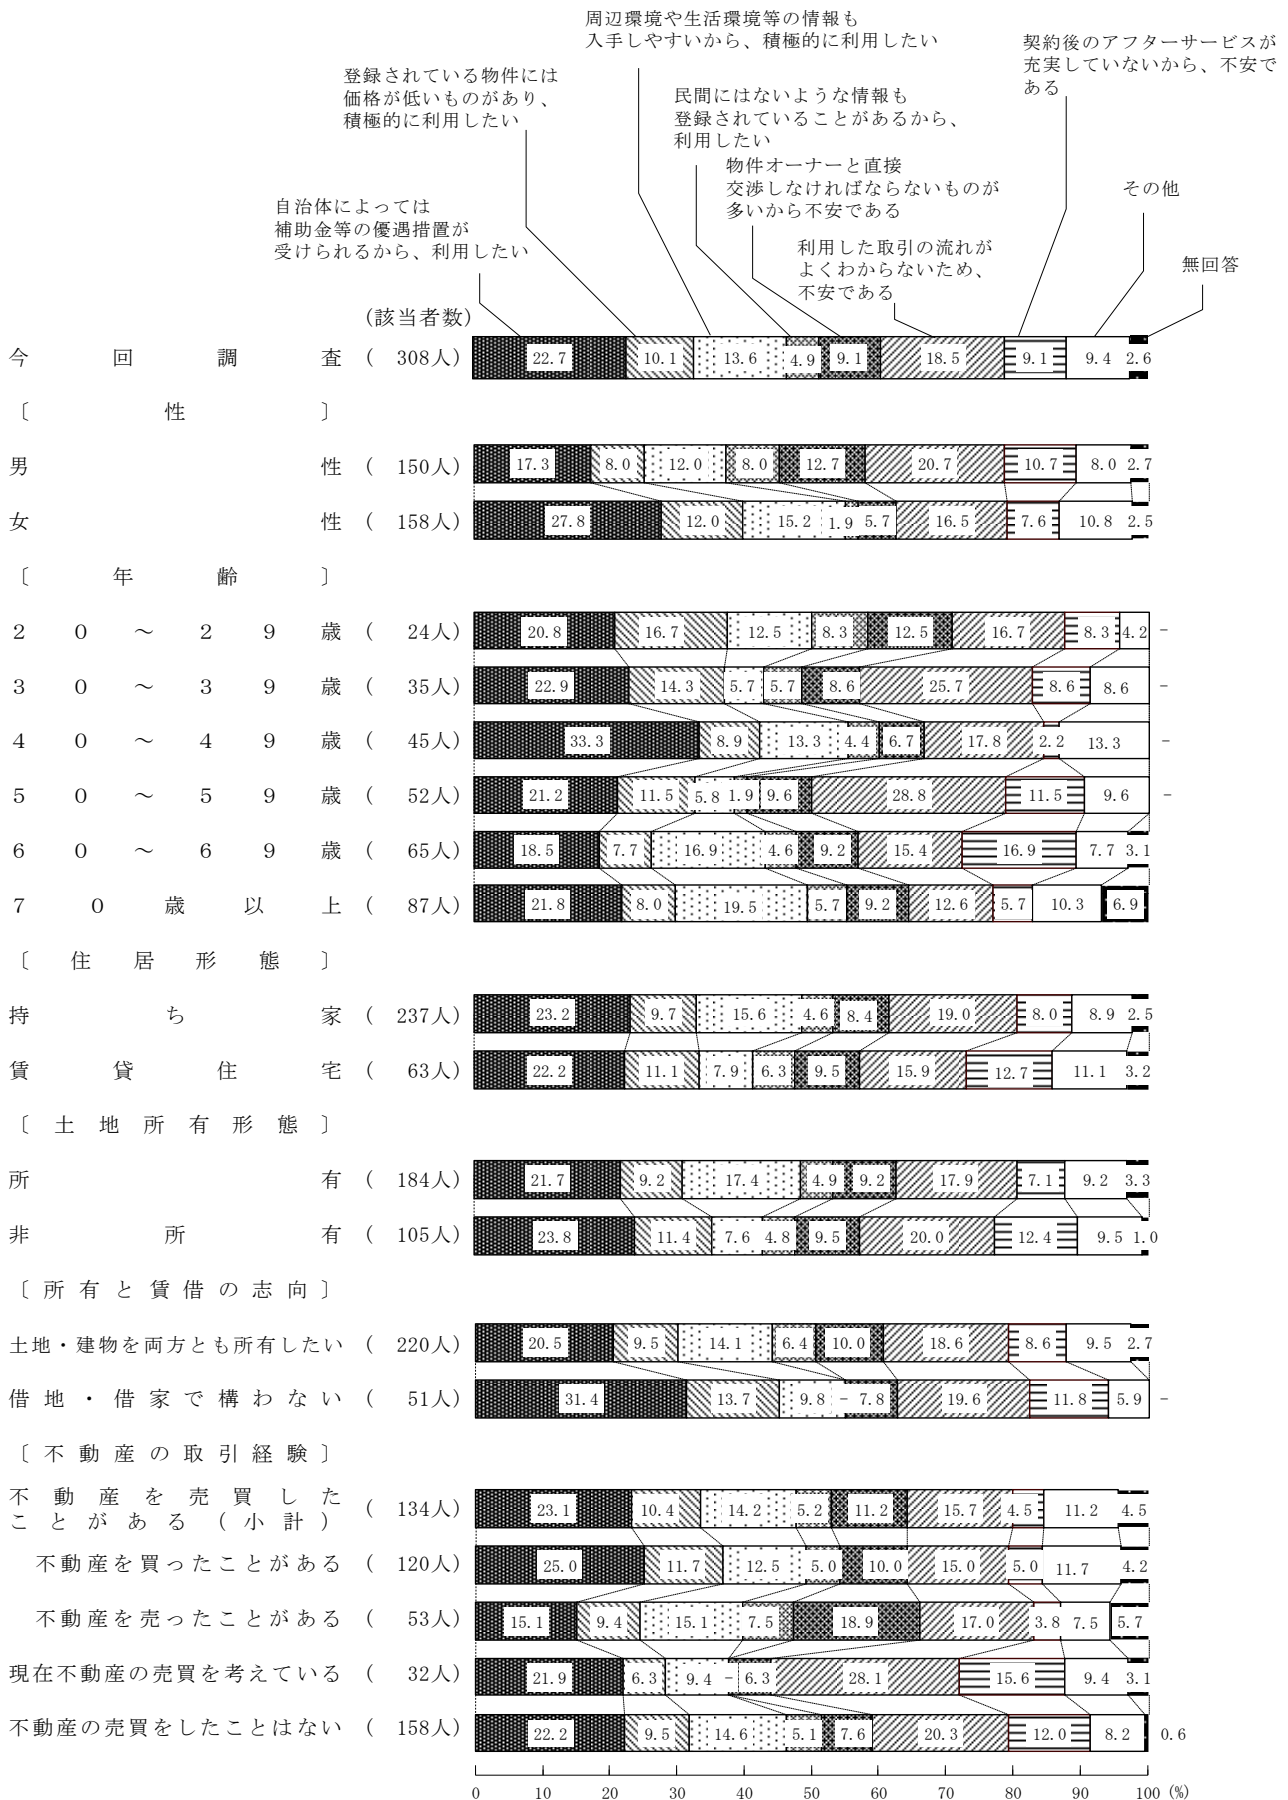 周辺環境や生活環境等の情報も
入手しやすいから、積極的に利用したい
契約後のアフターサービスが
充実していないから、不安で
ある
登録されている物件には
価格が低いものがあり、
積極的に利用したい
民間にはないような情報も
登録されていることがあるから、
利用したい
物件オーナーと直接
交渉しなければならないものが
多いから不安である
その他
自治体によっては
補助金等の優遇措置が
受けられるから、利用したい
利用した取引の流れが
よくわからないため、
不安である
無回答
(該当者数)
今回調査 ( 308人) 22.7 10.1 13.6 4.9 9.1 18.5 9.1 9.4 2.6
〔性〕
男性 ( 150人) 17.3 8.0 12.0 8.0 12.7 20.7 10.7 8.0 2.7
女性 ( 158人) 27.8 12.0 15.2 1.9 5.7 16.5 7.6 10.8 2.5
〔年齢〕
20～29歳 ( 24人) 20.8 16.7 12.5 8.3 12.5 16.7 8.3 4.2 -
30～39歳 ( 35人) 22.9 14.3 5.7 5.7 8.6 25.7 8.6 8.6 -
40～49歳 ( 45人) 33.3 8.9 13.3 4.4 6.7 17.8 2.2 13.3 -
50～59歳 ( 52人) 21.2 11.5 5.8 1.9 9.6 28.8 11.5 9.6 -
60～69歳 ( 65人) 18.5 7.7 16.9 4.6 9.2 15.4 16.9 7.7 3.1
70歳以上 ( 87人) 21.8 8.0 19.5 5.7 9.2 12.6 5.7 10.3 6.9
〔住居形態〕
持ち家 ( 237人) 23.2 9.7 15.6 4.6 8.4 19.0 8.0 8.9 2.5
賃貸住宅 ( 63人) 22.2 11.1 7.9 6.3 9.5 15.9 12.7 11.1 3.2
〔土地所有形態〕
所有 ( 184人) 21.7 9.2 17.4 4.9 9.2 17.9 7.1 9.2 3.3
非所有 ( 105人) 23.8 11.4 7.6 4.8 9.5 20.0 12.4 9.5 1.0
〔所有と賃借の志向〕
土地・建物を両方とも所有したい ( 220人) 20.5 9.5 14.1 6.4 10.0 18.6 8.6 9.5 2.7
借地・借家で構わない ( 51人) 31.4 13.7 9.8 - 7.8 19.6 11.8 5.9 -
〔不動産の取引経験〕
不動産を売買した
ことがある（小計） ( 134人) 23.1 10.4 14.2 5.2 11.2 15.7 4.5 11.2 4.5
不動産を買ったことがある ( 120人) 25.0 11.7 12.5 5.0 10.0 15.0 5.0 11.7 4.2
不動産を売ったことがある ( 53人) 15.1 9.4 15.1 7.5 18.9 17.0 3.8 7.5 5.7
現在不動産の売買を考えている ( 32人) 21.9 6.3 9.4 - 6.3 28.1 15.6 9.4 3.1
不動産の売買をしたことはない ( 158人) 22.2 9.5 14.6 5.1 7.6 20.3 12.0 8.2 0.6
0 10 20 30 40 50 60 70 80 90 100 (%)